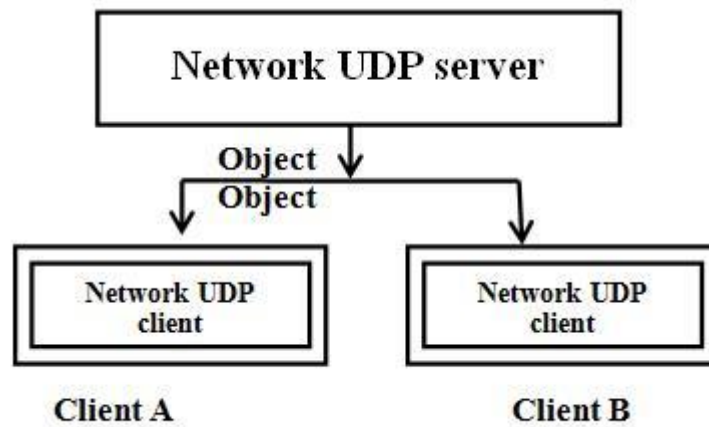 Network UDP server
Object
Object
Network UDP
client
Network UDP
client
Client A
Client B